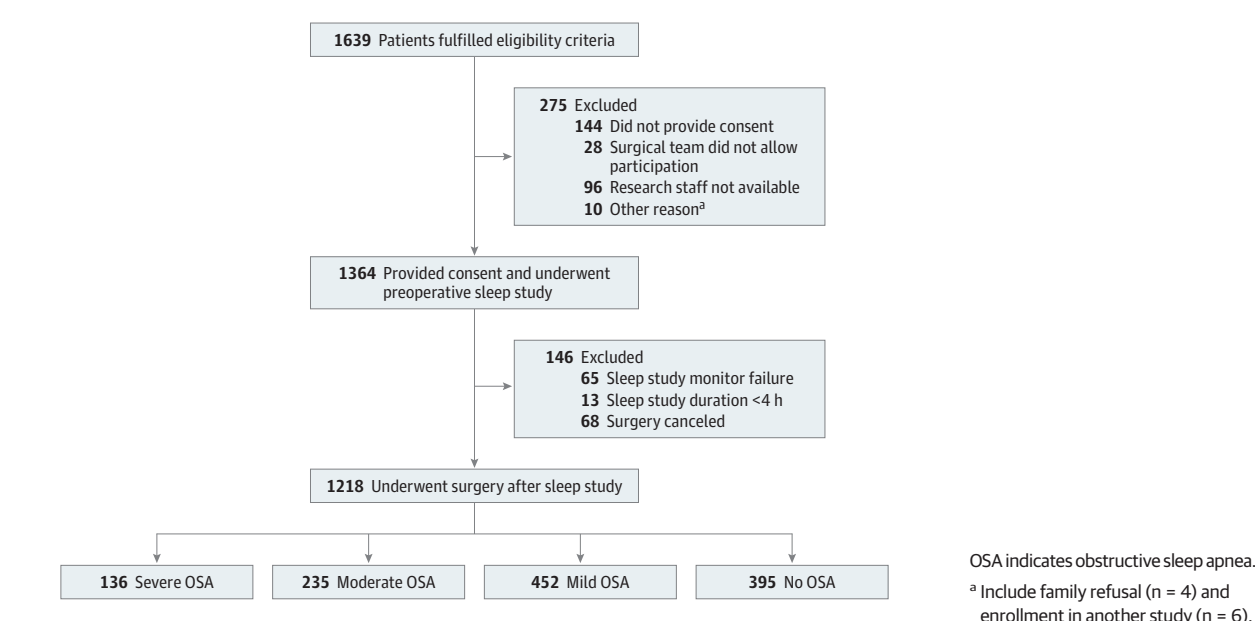 1639 Patients fulfilled eligibility criteria
275 Excluded
144 Did not provide consent
28 Surgical team did not allow
participation
96 Research staff not available
10 Other reasonᵃ
1364 Provided consent and underwent
preoperative sleep study
146 Excluded
65 Sleep study monitor failure
13 Sleep study duration <4 h
68 Surgery canceled
1218 Underwent surgery after sleep study
136 Severe OSA
235 Moderate OSA
452 Mild OSA
395 No OSA
OSA indicates obstructive sleep apnea.
ᵃ Include family refusal (n = 4) and
enrollment in another study (n = 6).